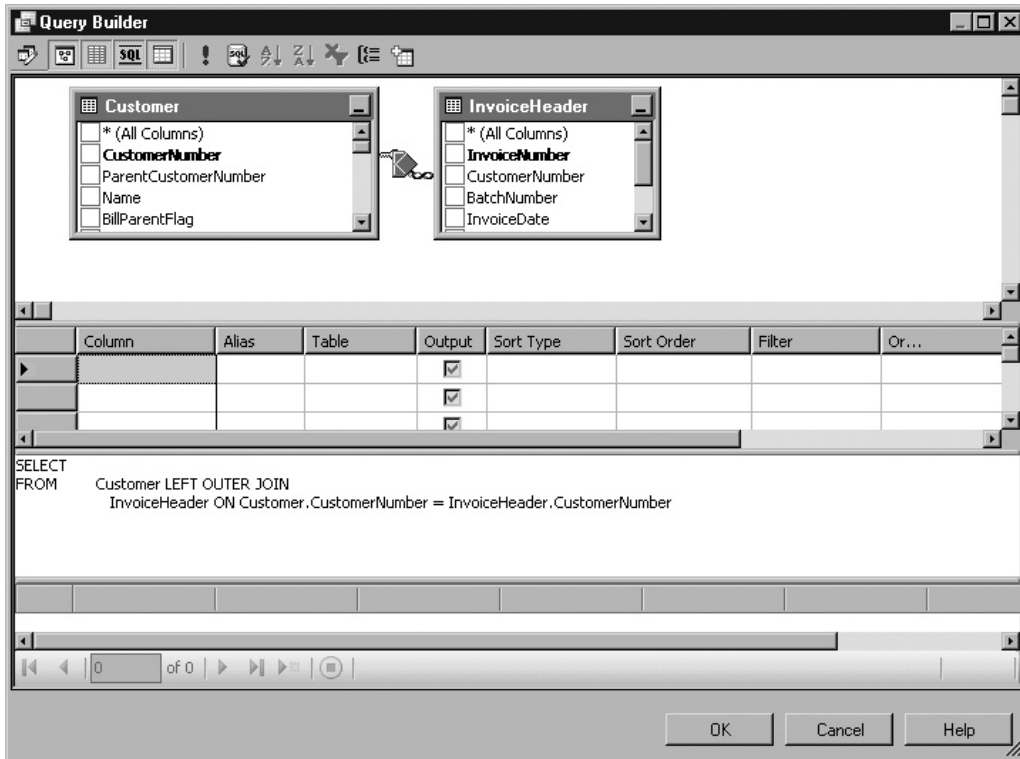 Query Builder
SQL
sql
A
Z
Z
A
Customer
* (All Columns)
CustomerNumber
ParentCustomerNumber
Name
BillParentFlag
InvoiceHeader
* (All Columns)
InvoiceNumber
CustomerNumber
BatchNumber
InvoiceDate
Column Alias Table Output Sort Type Sort Order Filter Or...
SELECT
FROM Customer LEFT OUTER JOIN
InvoiceHeader ON Customer.CustomerNumber = InvoiceHeader.CustomerNumber
0 of 0
OK Cancel Help